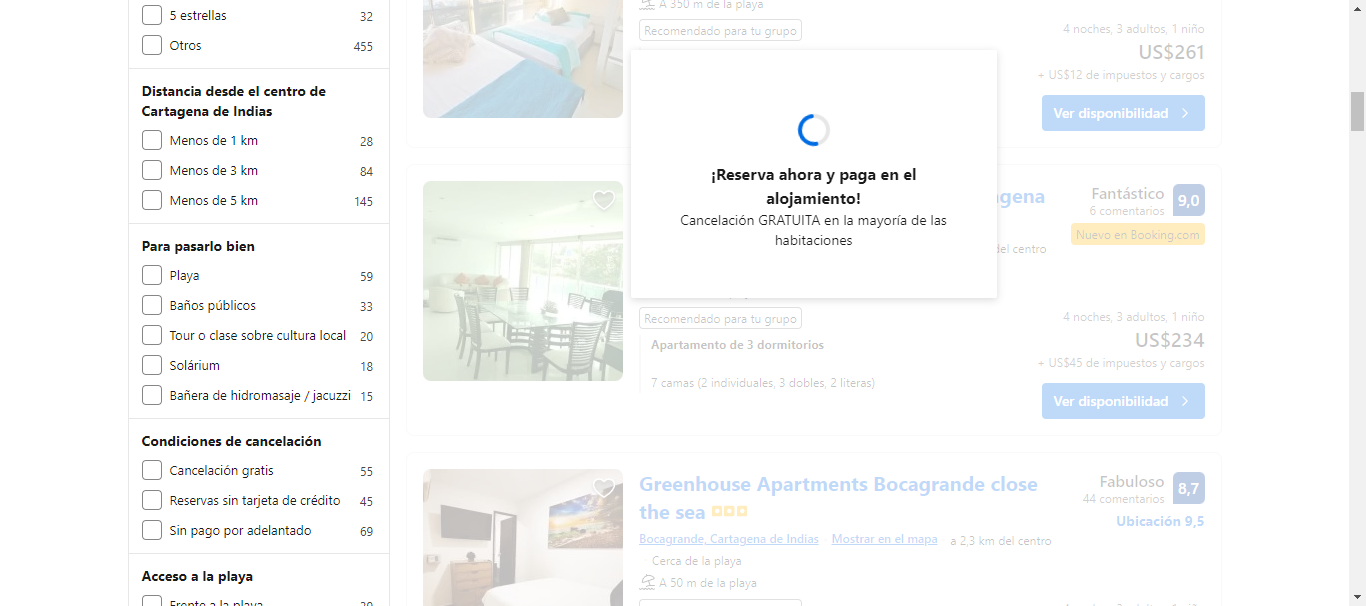 5 estrellas 32
Otros 455
Distancia desde el centro de
Cartagena de Indias
Menos de 1 km 28
Menos de 3 km 84
Menos de 5 km 145
Para pasarlo bien
Playa 59
Baños públicos 33
Tour o clase sobre cultura local 20
Solárium 18
Bañera de hidromasaje / jacuzzi 15
Condiciones de cancelación
Cancelación gratis 55
Reservas sin tarjeta de crédito 45
Sin pago por adelantado 69
Acceso a la playa
Frente a la playa 20
A 350 m de la playa
Recomendado para tu grupo
4 noches, 3 adultos, 1 niño
US$261
+ US$12 de impuestos y cargos
Ver disponibilidad
¡Reserva ahora y paga en el
alojamiento!
Cancelación GRATUITA en la mayoría de las
habitaciones
Fantástico 9,0
6 comentarios
Nuevo en Booking.com
del centro
Recomendado para tu grupo
Apartamento de 3 dormitorios
7 camas (2 individuales, 3 dobles, 2 literas)
4 noches, 3 adultos, 1 niño
US$234
+ US$45 de impuestos y cargos
Ver disponibilidad
Greenhouse Apartments Bocagrande close
the sea
Bocagrande, Cartagena de Indias Mostrar en el mapa a 2,3 km del centro
Cerca de la playa
A 50 m de la playa
Fabuloso 8,7
44 comentarios
Ubicación 9,5